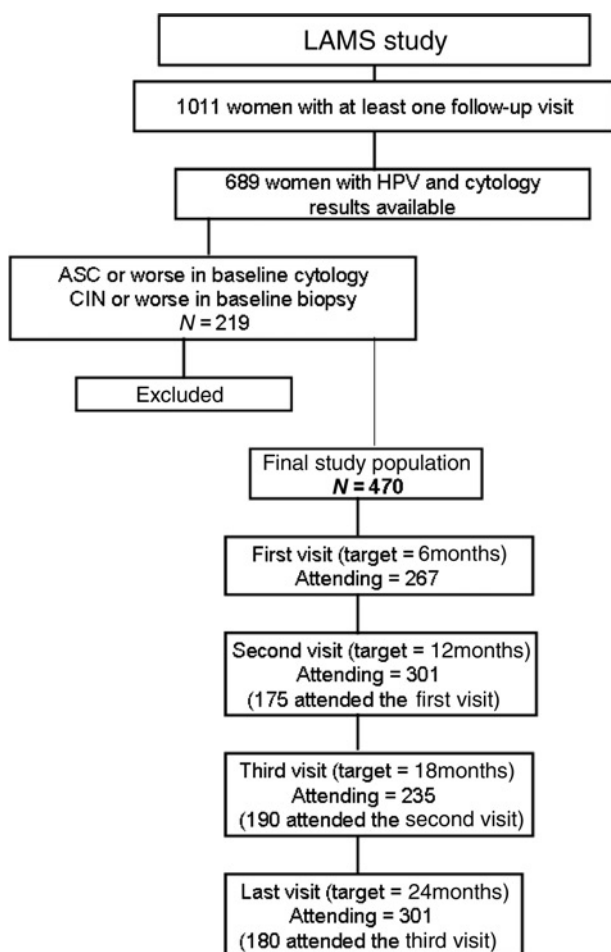 LAMS study
1011 women with at least one follow-up visit
689 women with HPV and cytology
results available
ASC or worse in baseline cytology
CIN or worse in baseline biopsy
N = 219
Excluded
Final study population
N = 470
First visit (target = 6months)
Attending = 267
Second visit (target = 12months)
Attending = 301
(175 attended the first visit)
Third visit (target = 18months)
Attending = 235
(190 attended the second visit)
Last visit (target = 24months)
Attending = 301
(180 attended the third visit)